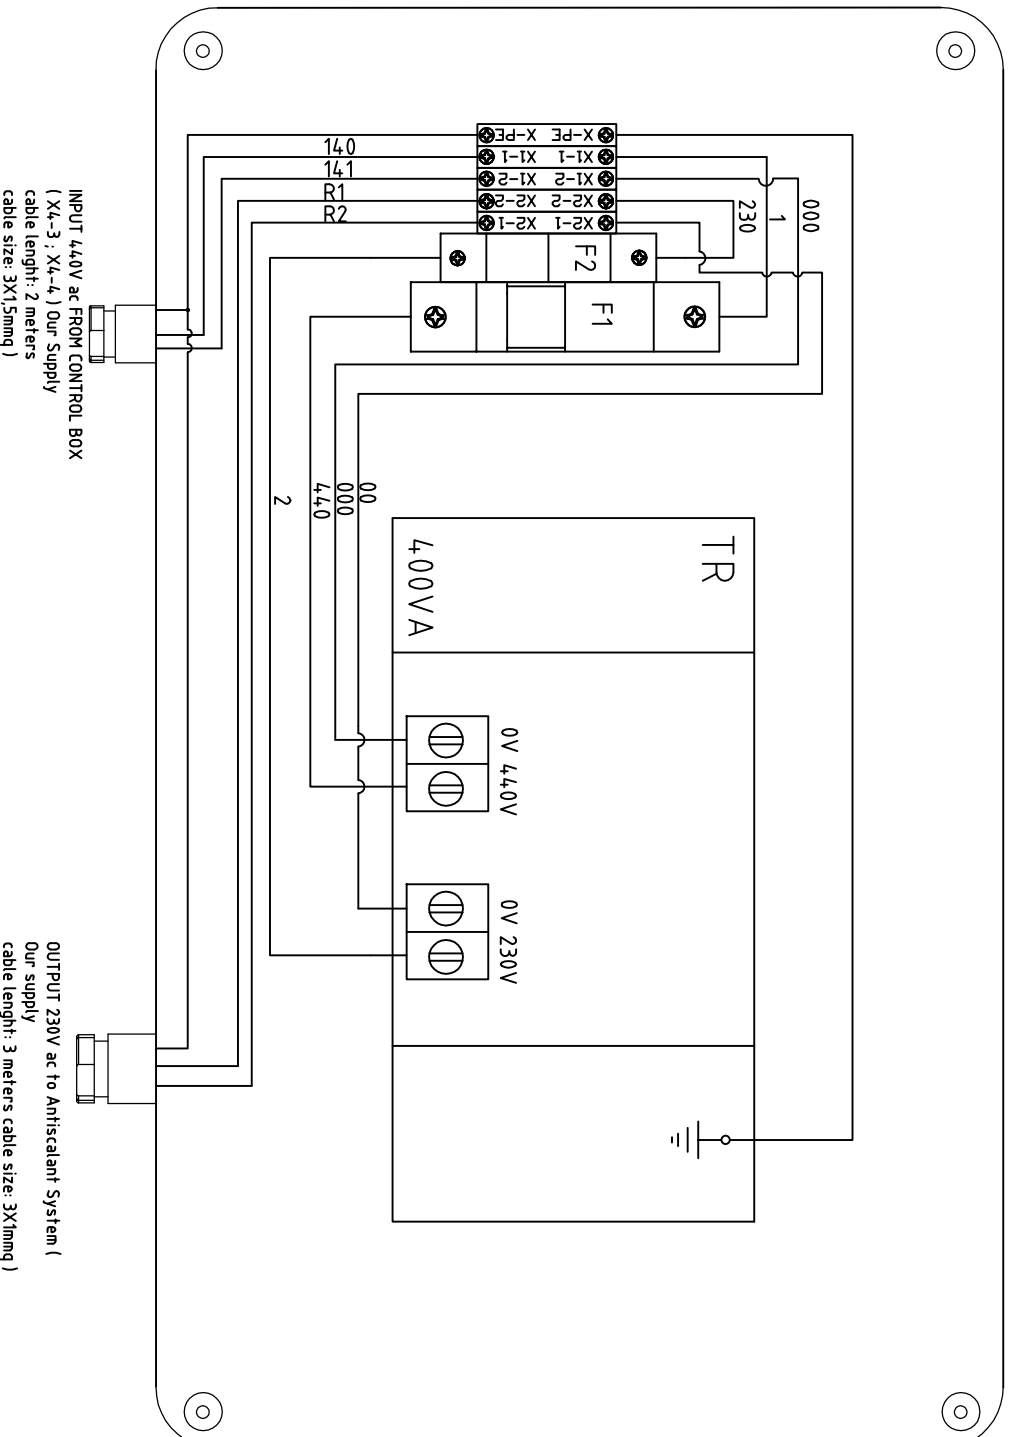 X-PE X-PE
X1-1 X1-1
X1-2 X1-2
X2-2 X2-2
X2-1 X2-1
140
141
R1
R2
000
1
230
F2
F1
00
000
440
2
TR
400VA
0V 440V
0V 230V
INPUT 440V ac FROM CONTROL BOX
( X4-3 ; X4-4 ) Our Supply
cable lenght: 2 meters
cable size: 3X1,5mmq )
OUTPUT 230V ac to Antiscalant System (
Our supply
cable lenght: 3 meters cable size: 3X1mmq )